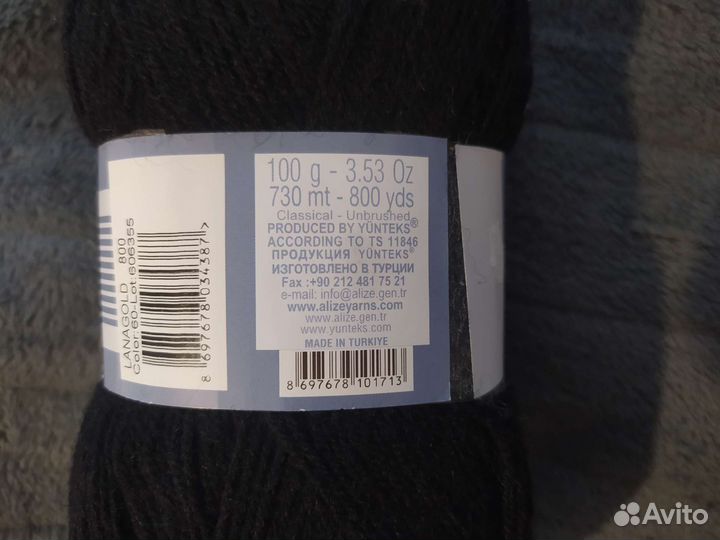 LANAGOLD 800
Color:60-Lot:606355
8 697678 034387>
100 g - 3.53 Oz
730 mt - 800 yds
Classical - Unbrushed
PRODUCED BY YÜNTEKS®
ACCORDING TO TS 11846
ПРОДУКЦИЯ YÜNTEKS®
ИЗГОТОВЛЕНО В ТУРЦИИ
Fax :+90 212 481 75 21
e-mail: info@alize.gen.tr
www.alizeyarns.com
www.alize.gen.tr
www.yunteks.com
MADE IN TURKIYE
8 697678 101713
Avito